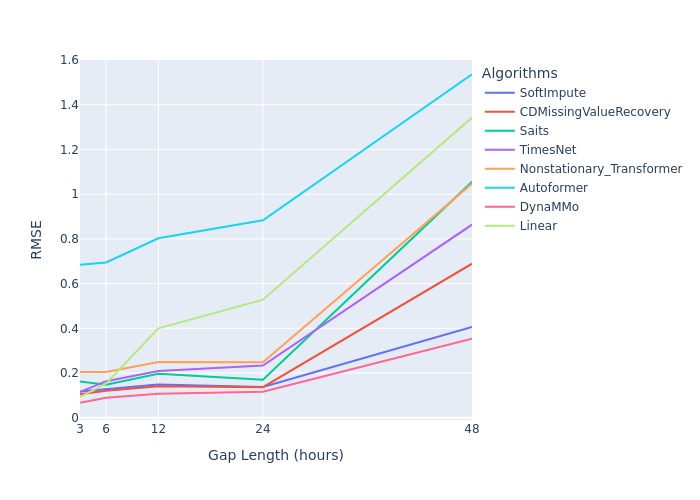 1.6
1.4
1.2
1
0.8
0.6
0.4
0.2
0
RMSE
3 6 12 24 48
Gap Length (hours)
Algorithms
SoftImpute
CDMissingValueRecovery
Saits
TimesNet
Nonstationary_Transformer
Autoformer
DynaMMo
Linear